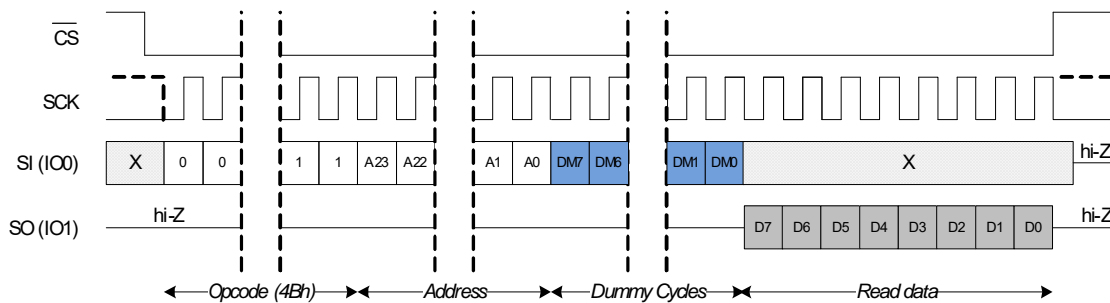 CS
SCK
SI (IO0) X 0 0 1 1 A23 A22 A1 A0 DM7 DM6 DM1 DM0 X hi-Z
SO (IO1) hi-Z D7 D6 D5 D4 D3 D2 D1 D0 hi-Z
Opcode (4Bh) Address Dummy Cycles Read data